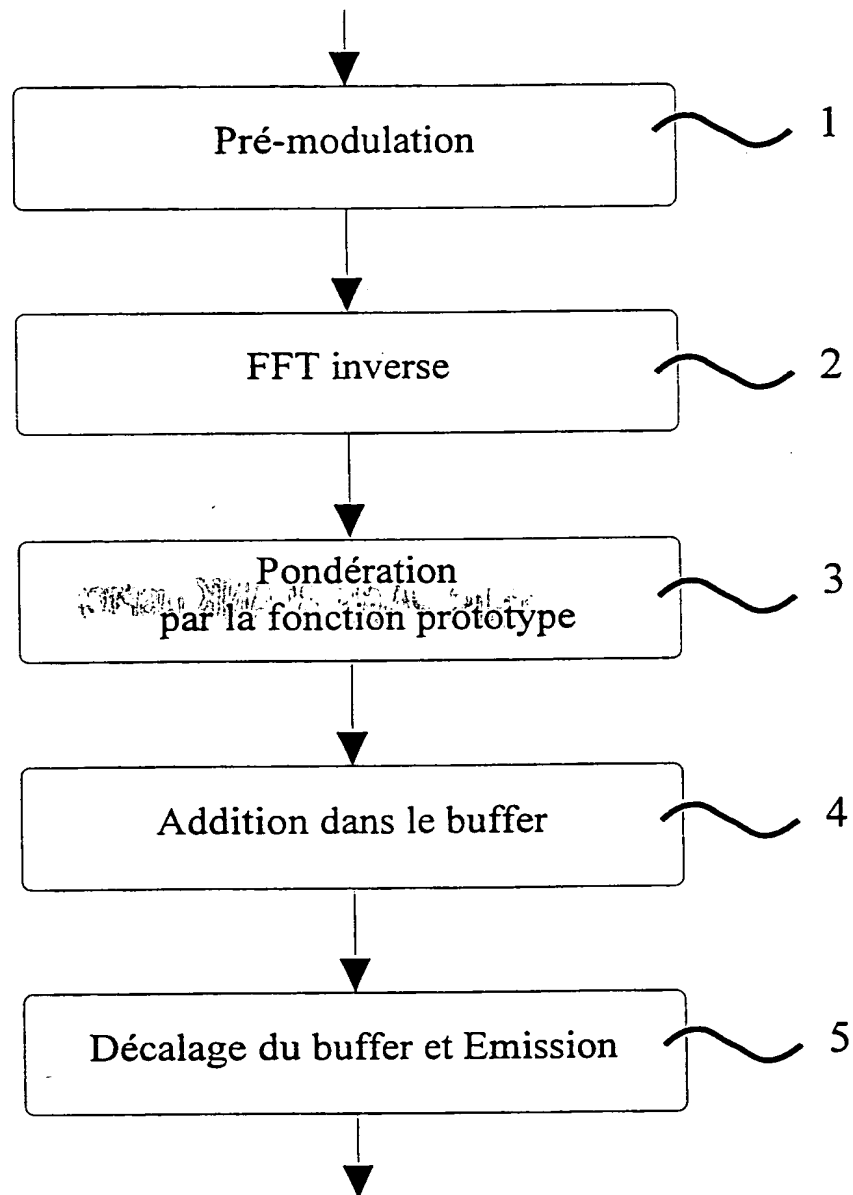 Pré-modulation
1
FFT inverse
2
Pondération
par la fonction prototype
3
Addition dans le buffer
4
Décalage du buffer et Emission
5